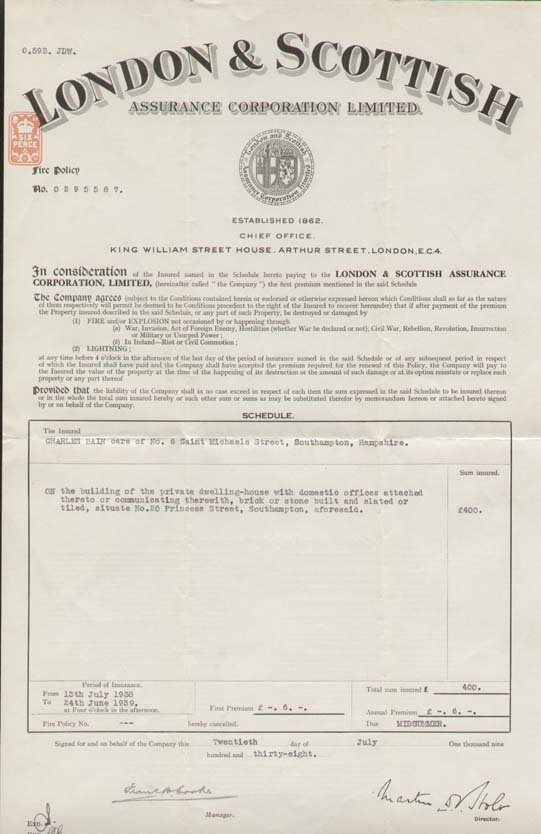 0.593. JDW.
LONDON & SCOTTISH
ASSURANCE CORPORATION LIMITED.
SIX
PENCE
Fire Policy
No. 0295587.
London and Scottish
Assurance Corporation Limited
ESTABLISHED 1862.
CHIEF OFFICE.
KING WILLIAM STREET HOUSE, ARTHUR STREET, LONDON, E.C.4.
In consideration of the Insured named in the Schedule hereto paying to the LONDON & SCOTTISH ASSURANCE
CORPORATION, LIMITED, (hereinafter called " the Company ") the first premium mentioned in the said Schedule
The Company agrees (subject to the Conditions contained herein or endorsed or otherwise expressed hereon which Conditions shall so far as the nature
of them respectively will permit be deemed to be Conditions precedent to the right of the Insured to recover hereunder) that if after payment of the premium
the Property insured described in the said Schedule, or any part of such Property, be destroyed or damaged by
(1) FIRE and/or EXPLOSION not occasioned by or happening through
(a) War, Invasion, Act of Foreign Enemy, Hostilities (whether War be declared or not), Civil War, Rebellion, Revolution, Insurrection
or Military or Usurped Power ;
(b) In Ireland—Riot or Civil Commotion ;
(2) LIGHTNING ;
at any time before 4 o'clock in the afternoon of the last day of the period of insurance named in the said Schedule or of any subsequent period in respect
of which the Insured shall have paid and the Company shall have accepted the premium required for the renewal of this Policy, the Company will pay to
the Insured the value of the property at the time of the happening of its destruction or the amount of such damage or at its option reinstate or replace such
property or any part thereof
Provided that the liability of the Company shall in no case exceed in respect of each item the sum expressed in the said Schedule to be insured thereon
or in the whole the total sum insured hereby or such other sum or sums as may be substituted therefor by memorandum hereon or attached hereto signed
by or on behalf of the Company.
SCHEDULE.
The Insured
CHARLES BAIN care of No. 6 Saint Michaels Street, Southampton, Hampshire.
Sum insured.
ON the building of the private dwelling-house with domestic offices attached
thereto or communicating therewith, brick or stone built and slated or
tiled, situate No.20 Princess Street, Southampton, aforesaid. £400.
Period of Insurance.
From 13th July 1938
To 24th June 1939.
at Four o'clock in the afternoon.
First Premium £ -. 6. -.
Total sum insured £ 400.
Annual Premium £ -. 6. -.
Fire Policy No. --- hereby cancelled.
Due MIDSUMMER.
Signed for and on behalf of the Company this Twentieth day of July One thousand nine
hundred and thirty-eight.
Manager.
Director.
Exd.